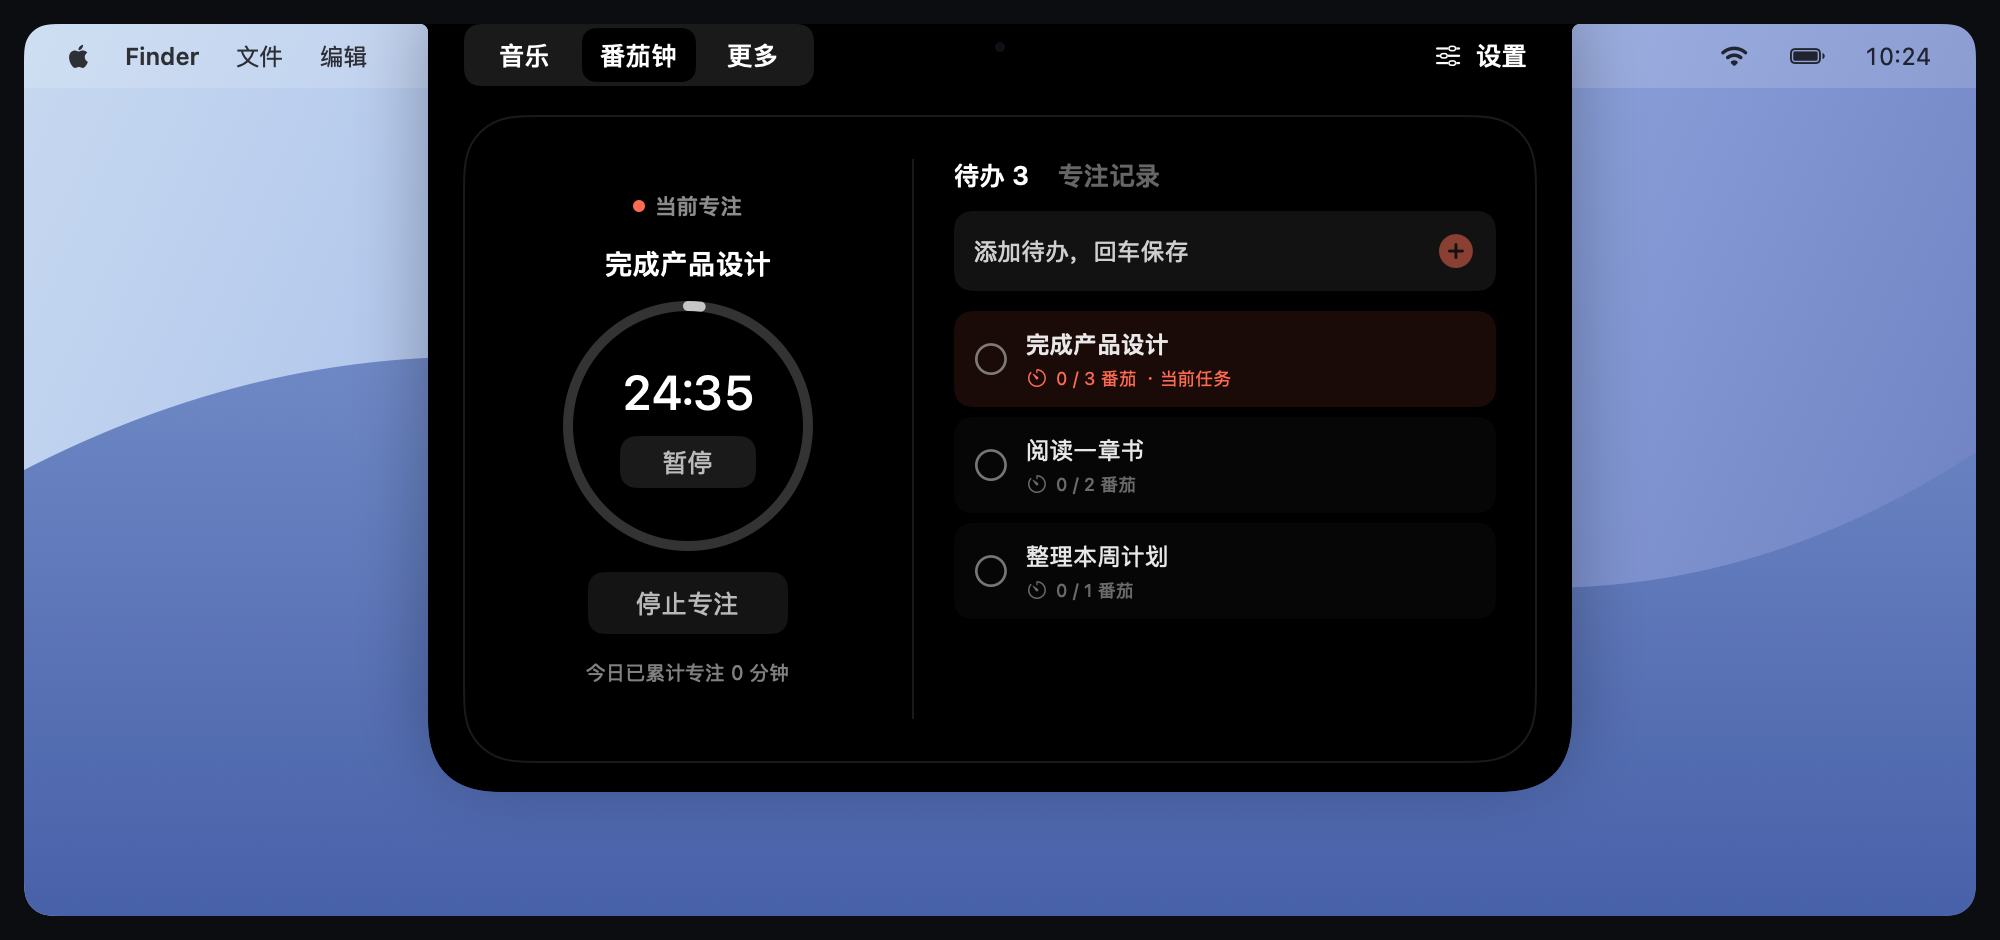 Finder 文件 编辑
音乐 番茄钟 更多
设置
10:24
当前专注
完成产品设计
24:35
暂停
停止专注
今日已累计专注 0 分钟
待办 3 专注记录
添加待办，回车保存
完成产品设计
0 / 3 番茄 · 当前任务
阅读一章书
0 / 2 番茄
整理本周计划
0 / 1 番茄